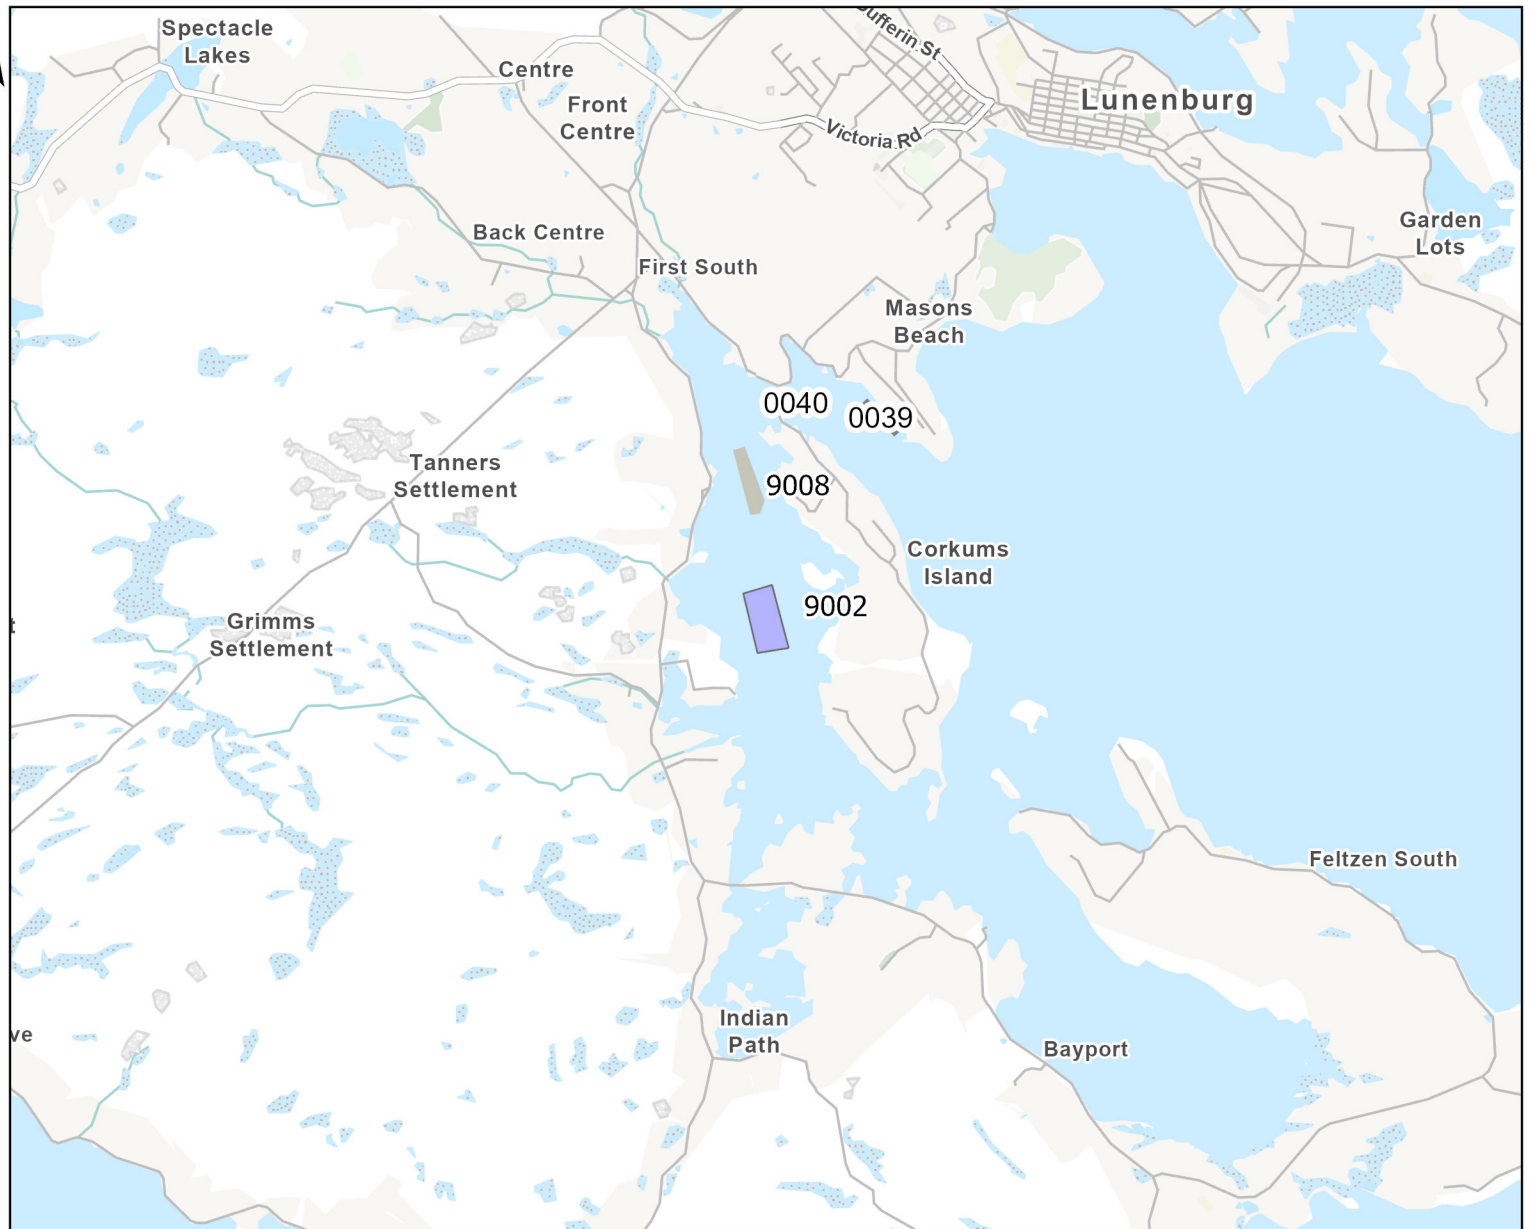 Spectacle
Lakes
Dufferin St
Centre
Lunenburg
Front
Centre
Victoria Rd
Back Centre
Garden
Lots
First South
Masons
Beach
0040
0039
Tanners
Settlement
9008
Corkums
Island
9002
Grimms
Settlement
t
Feltzen South
Indian
Path
ve
Bayport